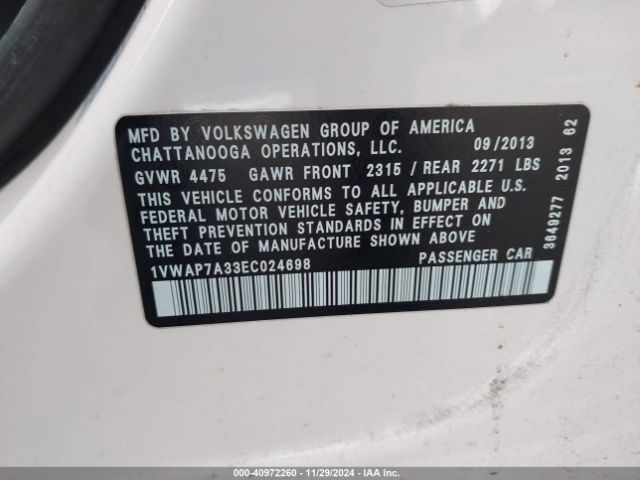 MFD BY VOLKSWAGEN GROUP OF AMERICA
CHATTANOOGA OPERATIONS, LLC. 09/2013
GVWR 4475 GAWR FRONT 2315 / REAR 2271 LBS
THIS VEHICLE CONFORMS TO ALL APPLICABLE U.S.
FEDERAL MOTOR VEHICLE SAFETY, BUMPER AND
THEFT PREVENTION STANDARDS IN EFFECT ON
THE DATE OF MANUFACTURE SHOWN ABOVE
1VWAP7A33EC024698 PASSENGER CAR
3649277 2013 62
000-40972260 - 11/29/2024 - IAA Inc.